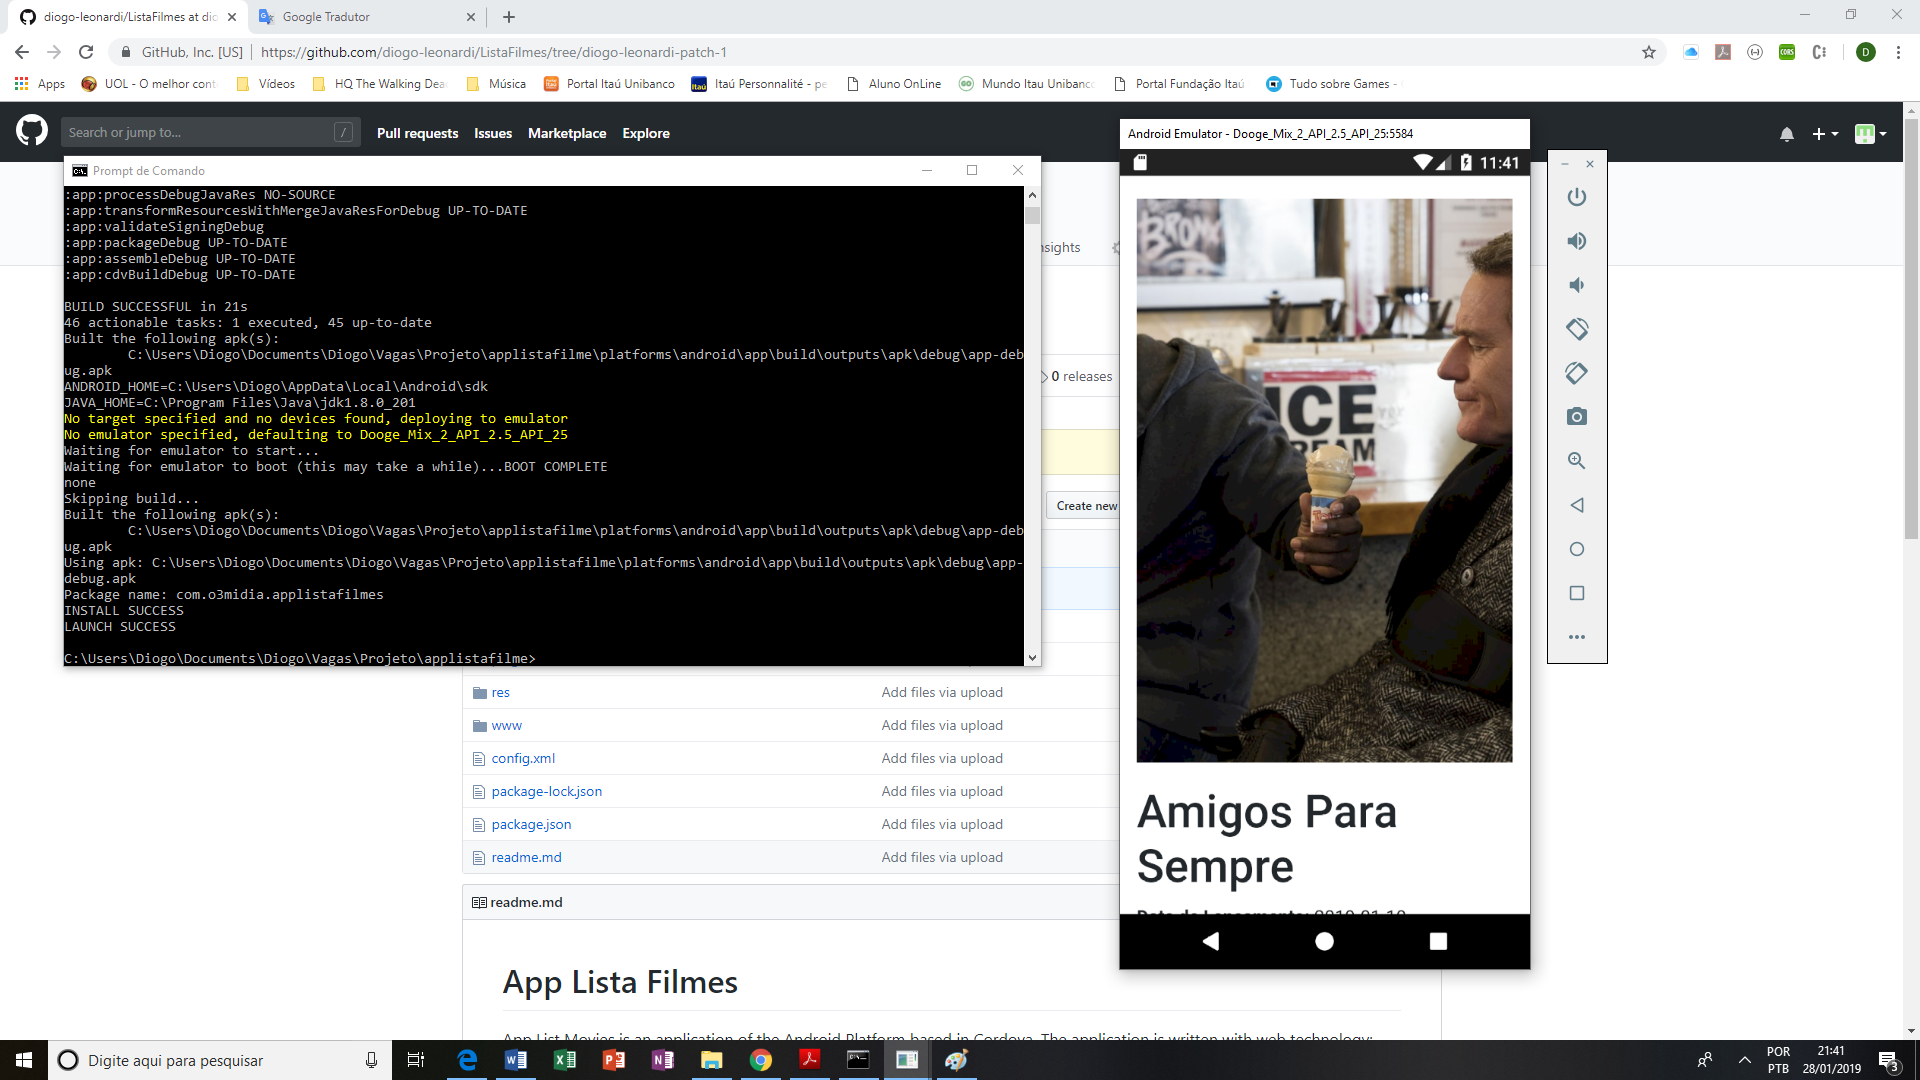 diogo-leonardi/ListaFilmes at dio
Google Tradutor
GitHub, Inc. [US]
https://github.com/diogo-leonardi/ListaFilmes/tree/diogo-leonardi-patch-1
CORS
D
Apps
UOL - O melhor cont
Vídeos
HQ The Walking Dea
Música
Portal Itaú Unibanco
Itaú Personnalité - pe
Aluno OnLine
Mundo Itau Unibanc
Portal Fundação Itaú
Tudo sobre Games -
Search or jump to...
/
Pull requests
Issues
Marketplace
Explore
Prompt de Comando
:app:processDebugJavaRes NO-SOURCE
:app:transformResourcesWithMergeJavaResForDebug UP-TO-DATE
:app:validateSigningDebug
:app:packageDebug UP-TO-DATE
:app:assembleDebug UP-TO-DATE
:app:cdvBuildDebug UP-TO-DATE
BUILD SUCCESSFUL in 21s
46 actionable tasks: 1 executed, 45 up-to-date
Built the following apk(s):
C:\Users\Diogo\Documents\Diogo\Vagas\Projeto\applistafilme\platforms\android\app\build\outputs\apk\debug\app-deb
ug.apk
ANDROID_HOME=C:\Users\Diogo\AppData\Local\Android\sdk
JAVA_HOME=C:\Program Files\Java\jdk1.8.0_201
No target specified and no devices found, deploying to emulator
No emulator specified, defaulting to Dooge_Mix_2_API_2.5_API_25
Waiting for emulator to start...
Waiting for emulator to boot (this may take a while)...BOOT COMPLETE
none
Skipping build...
Built the following apk(s):
C:\Users\Diogo\Documents\Diogo\Vagas\Projeto\applistafilme\platforms\android\app\build\outputs\apk\debug\app-deb
ug.apk
Using apk: C:\Users\Diogo\Documents\Diogo\Vagas\Projeto\applistafilme\platforms\android\app\build\outputs\apk\debug\app-
debug.apk
Package name: com.o3midia.applistafilmes
INSTALL SUCCESS
LAUNCH SUCCESS
C:\Users\Diogo\Documents\Diogo\Vagas\Projeto\applistafilme>
nsights
0 releases
Create new
res
Add files via upload
www
Add files via upload
config.xml
Add files via upload
package-lock.json
Add files via upload
package.json
Add files via upload
readme.md
Add files via upload
readme.md
App Lista Filmes
App List Movies is an application of the Android Platform based in Cordova. The application is written with web technology:
Android Emulator - Dooge_Mix_2_API_2.5_API_25:5584
11:41
BRONX
ICE
CREAM
Amigos Para
Sempre
Data de Lançamento:
Digite aqui para pesquisar
POR
PTB
21:41
28/01/2019
3